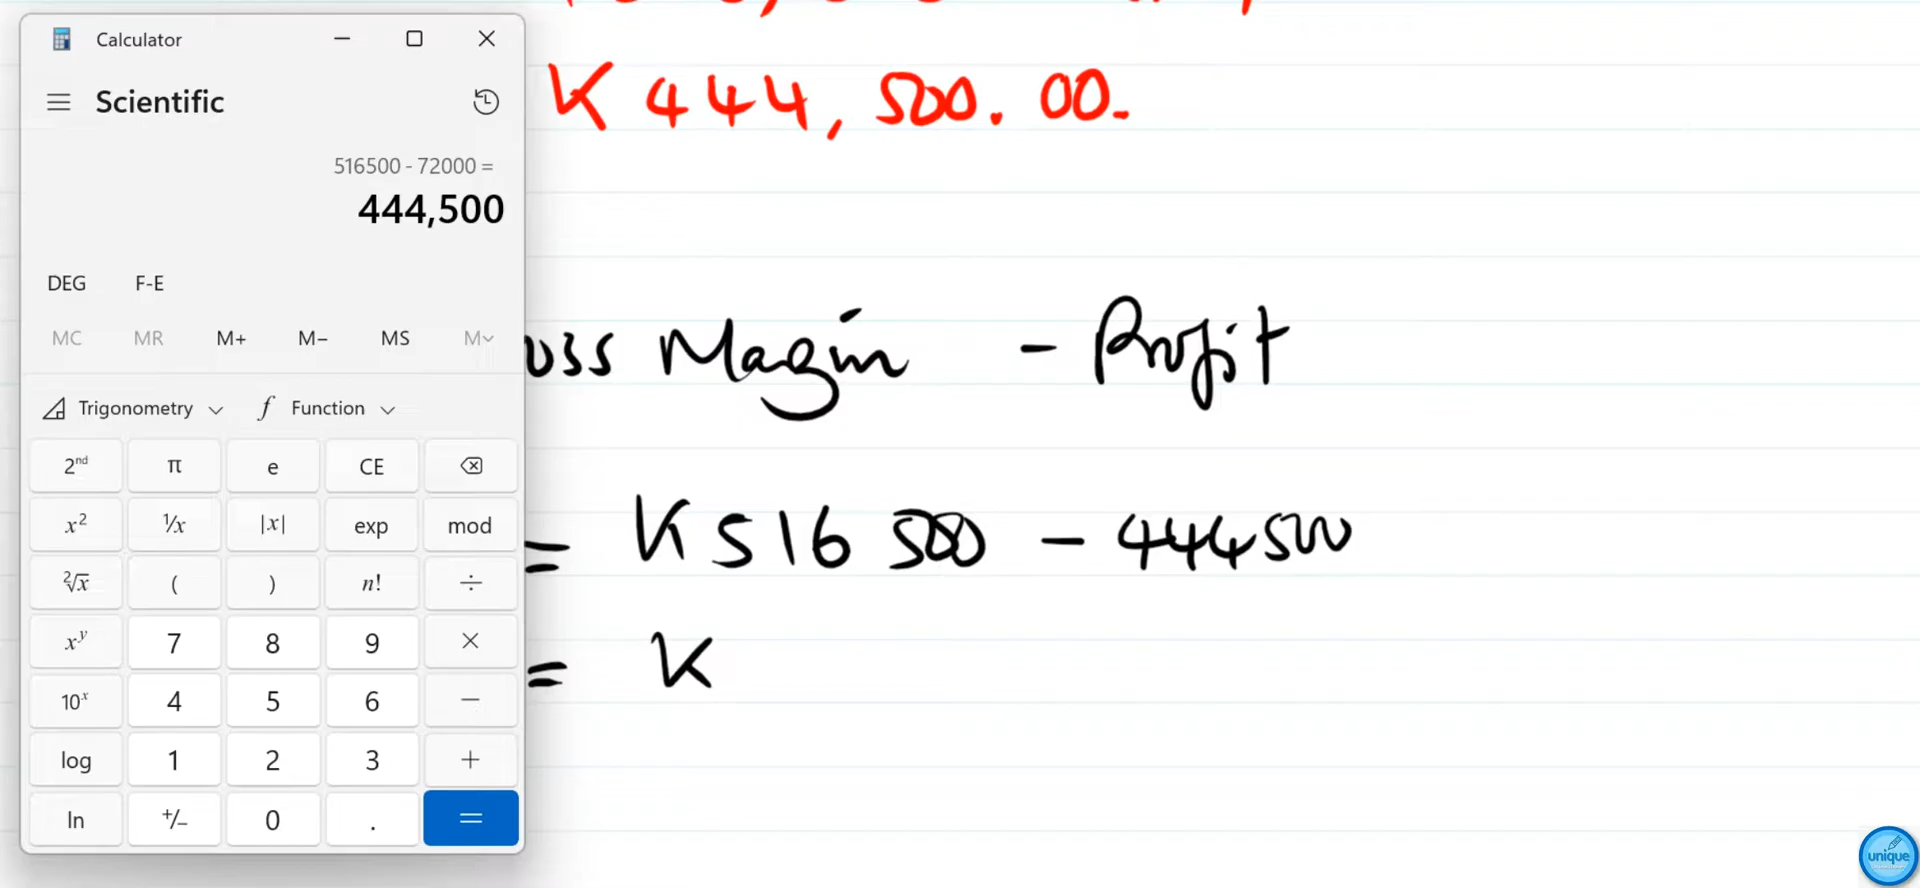 Calculator
Scientific
516500 - 72000 =
444,500
DEG F-E
MC MR M+ M− MS M
Trigonometry f Function
2nd π e CE
x² ¹/x |x| exp mod
²√x ( ) n! ÷
xʸ 7 8 9 ×
10ˣ 4 5 6 −
log 1 2 3 +
ln +/− 0 . =
K 444, 500. 00.
oss Margin - Profit
= K 516 500 - 444 500
= K
unique